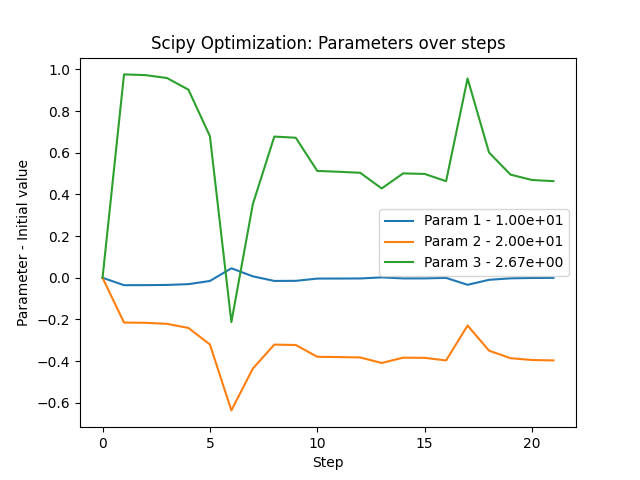 Scipy Optimization: Parameters over steps
Parameter - Initial value
1.0
0.8
0.6
0.4
0.2
0.0
−0.2
−0.4
−0.6
Param 1 - 1.00e+01
Param 2 - 2.00e+01
Param 3 - 2.67e+00
0 5 10 15 20
Step